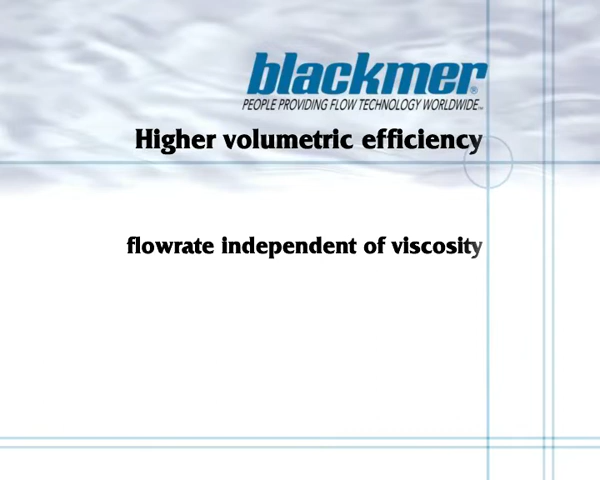 blackmer®
PEOPLE PROVIDING FLOW TECHNOLOGY WORLDWIDE™
Higher volumetric efficiency
flowrate independent of viscosity